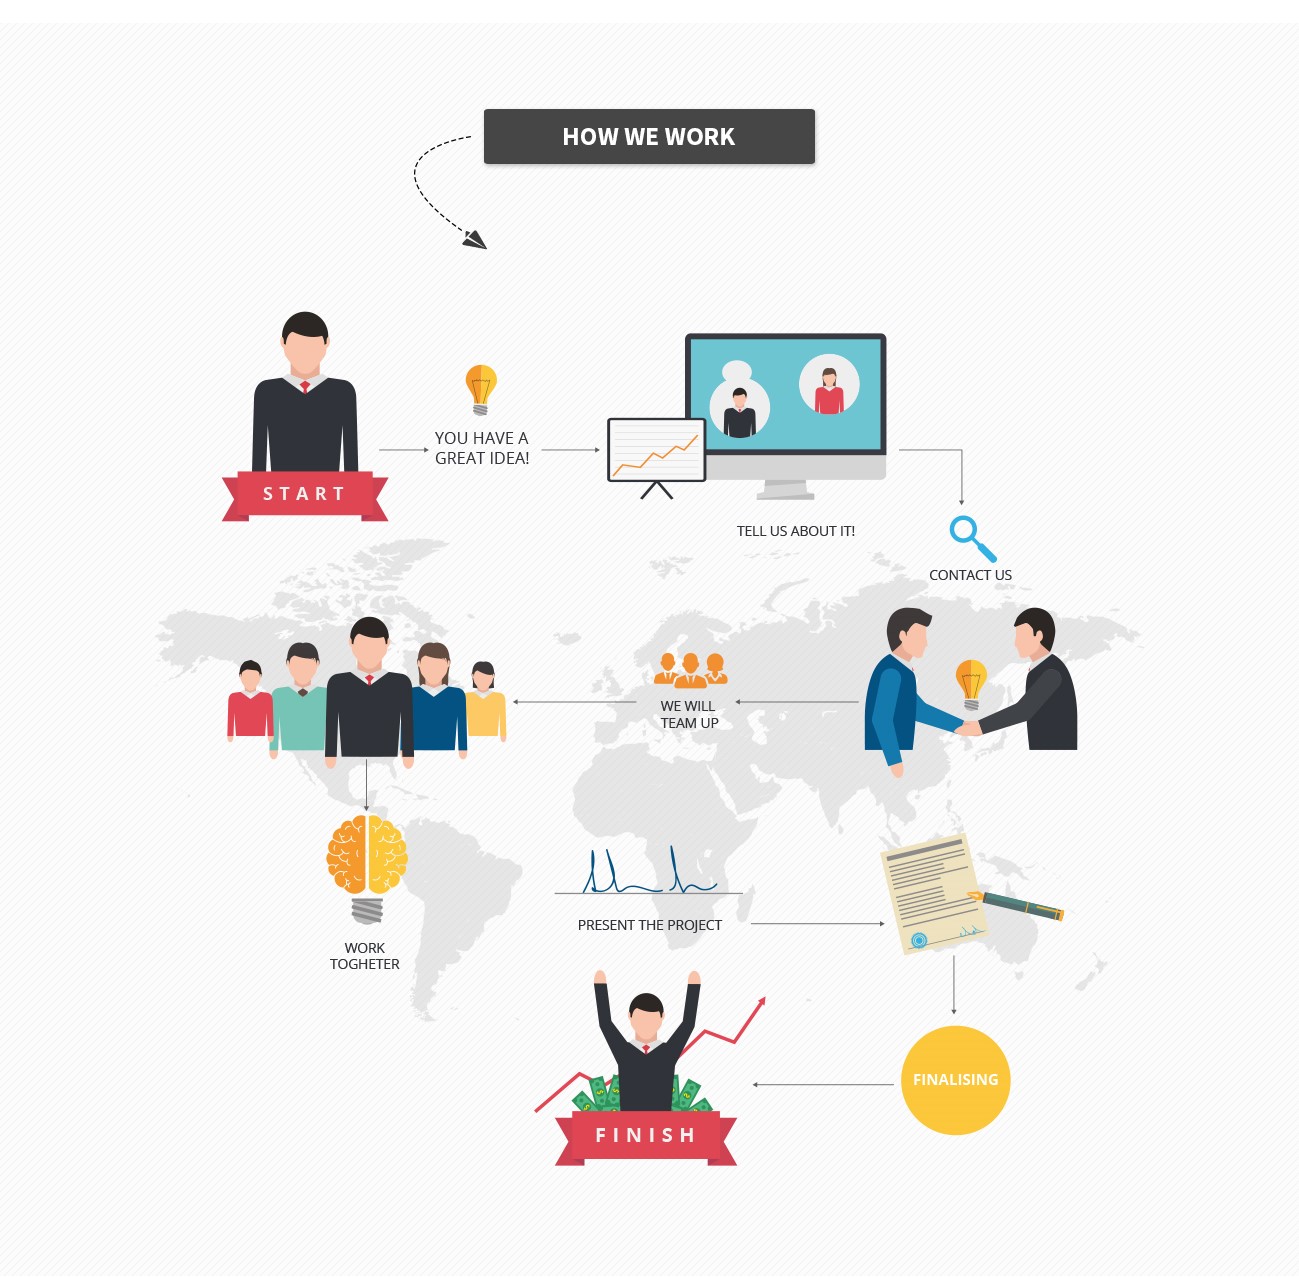 HOW WE WORK
YOU HAVE A
GREAT IDEA!
START
TELL US ABOUT IT!
CONTACT US
WE WILL
TEAM UP
WORK
TOGHETER
PRESENT THE PROJECT
FINALISING
FINISH